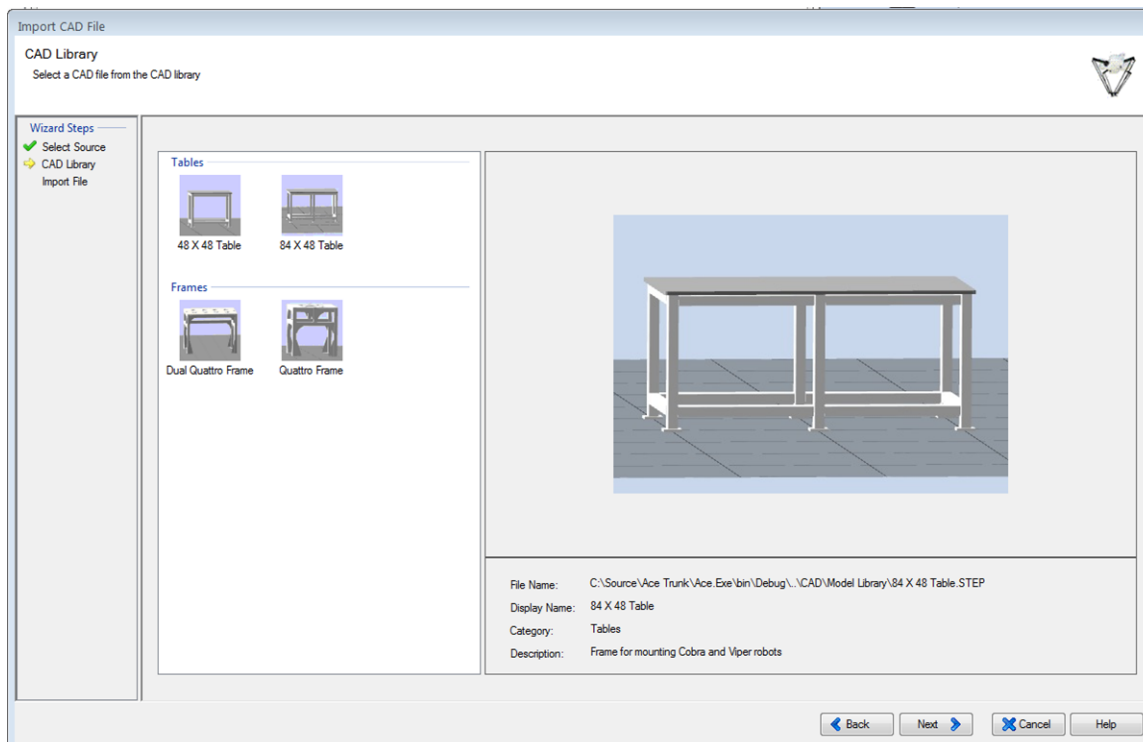 Import CAD File
CAD Library
Select a CAD file from the CAD library
Wizard Steps
Select Source
CAD Library
Import File
Tables
48 X 48 Table
84 X 48 Table
Frames
Dual Quattro Frame
Quattro Frame
File Name: C:\Source\Ace Trunk\Ace.Exe\bin\Debug\..\CAD\Model Library\84 X 48 Table.STEP
Display Name: 84 X 48 Table
Category: Tables
Description: Frame for mounting Cobra and Viper robots
Back
Next
Cancel
Help